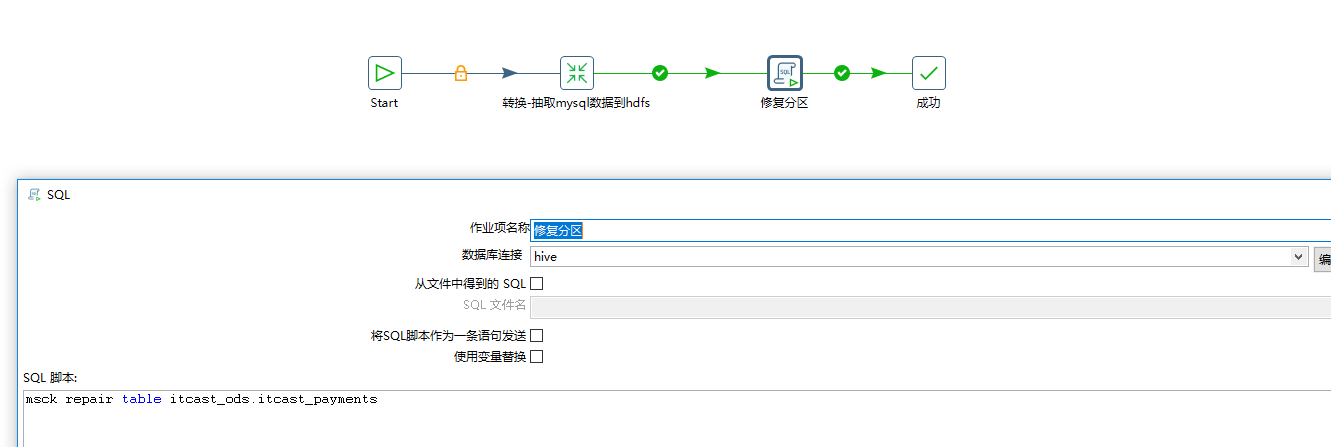 Start
转换-抽取mysql数据到hdfs
SQL
修复分区
成功
SQL
作业项名称 修复分区
数据库连接 hive 编
从文件中得到的 SQL
SQL 文件名
将SQL脚本作为一条语句发送
使用变量替换
SQL 脚本:
msck repair table itcast_ods.itcast_payments